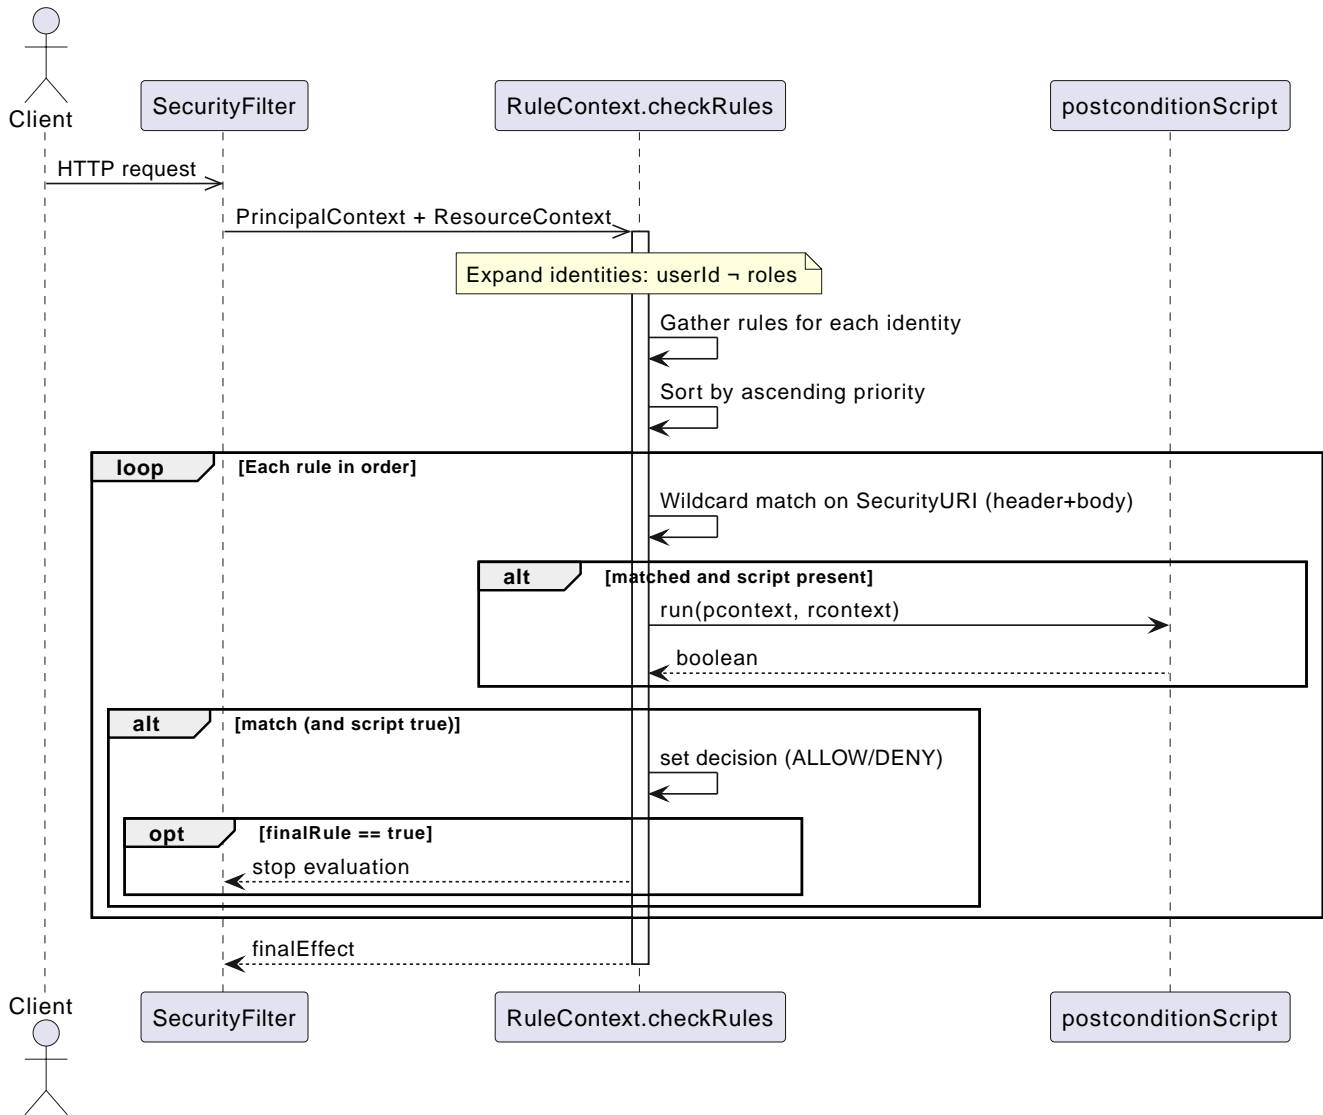 Client
SecurityFilter
RuleContext.checkRules
postconditionScript
HTTP request
PrincipalContext + ResourceContext
Expand identities: userId ¬ roles
Gather rules for each identity
Sort by ascending priority
loop
[Each rule in order]
Wildcard match on SecurityURI (header+body)
alt
[matched and script present]
run(pcontext, rcontext)
boolean
alt
[match (and script true)]
set decision (ALLOW/DENY)
opt
[finalRule == true]
stop evaluation
finalEffect
Client
SecurityFilter
RuleContext.checkRules
postconditionScript